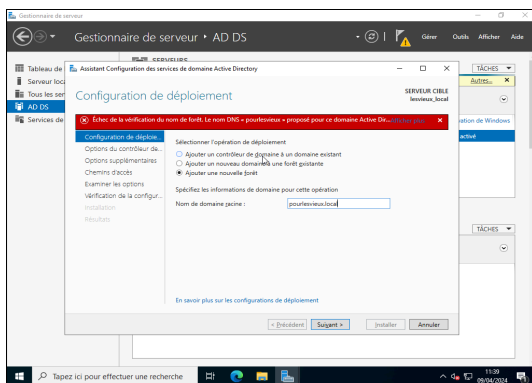 Gestionnaire de serveur
Gestionnaire de serveur ‣ AD DS
Gérer Outils Afficher Aide
SERVEURS
Tableau de
Serveur loca
Tous les ser
AD DS
Services de
TÂCHES
Autres...
ration de Windows
activé
TÂCHES
Assistant Configuration des services de domaine Active Directory
Configuration de déploiement
SERVEUR CIBLE
lesvieux_local
Échec de la vérification du nom de forêt. Le nom DNS « pourlesvieux » proposé pour ce domaine Active Dir...
Configuration de déploie...
Options du contrôleur de...
Options supplémentaires
Chemins d'accès
Examiner les options
Vérification de la configur...
Installation
Résultats
Sélectionner l'opération de déploiement
Ajouter un contrôleur de domaine à un domaine existant
Ajouter un nouveau domaine à une forêt existante
Ajouter une nouvelle forêt
Spécifiez les informations de domaine pour cette opération
Nom de domaine racine : pourlesvieux.local
En savoir plus sur les configurations de déploiement
< Précédent Suivant > Installer Annuler
Tapez ici pour effectuer une recherche
11:39
09/04/2024